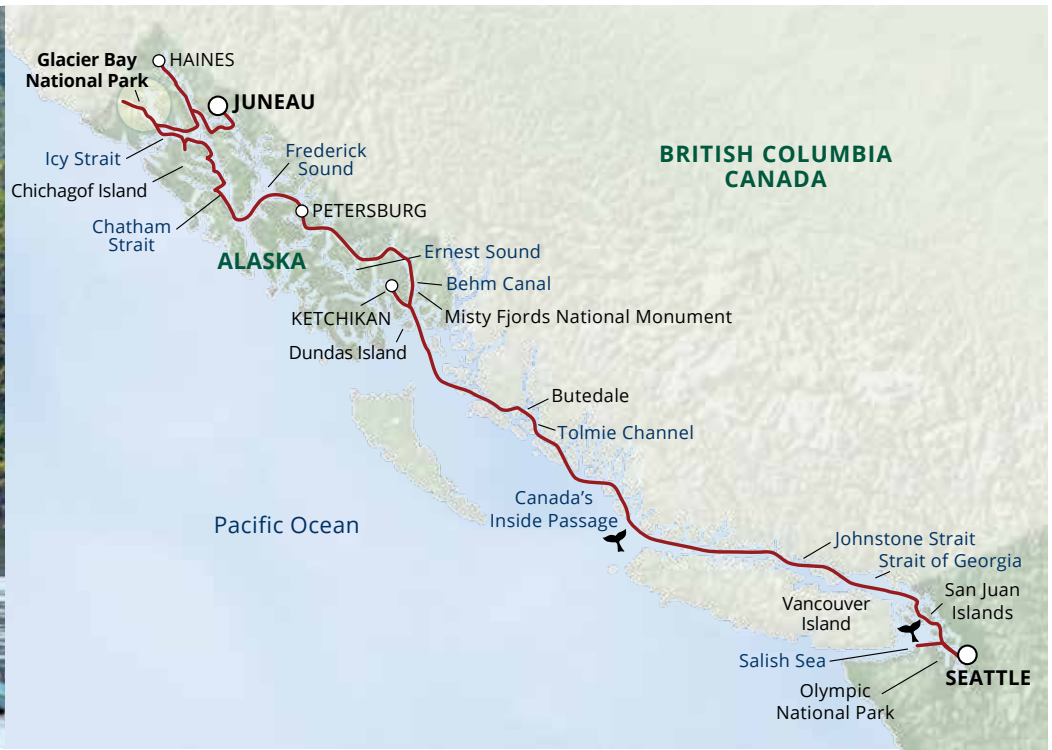 Glacier Bay
National Park
HAINES
JUNEAU
Icy Strait
Frederick
Sound
BRITISH COLUMBIA
CANADA
Chichagof Island
PETERSBURG
Chatham
Strait
ALASKA
Ernest Sound
Behm Canal
KETCHIKAN
Misty Fjords National Monument
Dundas Island
Butedale
Tolmie Channel
Canada’s
Inside Passage
Pacific Ocean
Johnstone Strait
Strait of Georgia
San Juan
Islands
Vancouver
Island
Salish Sea
SEATTLE
Olympic
National Park